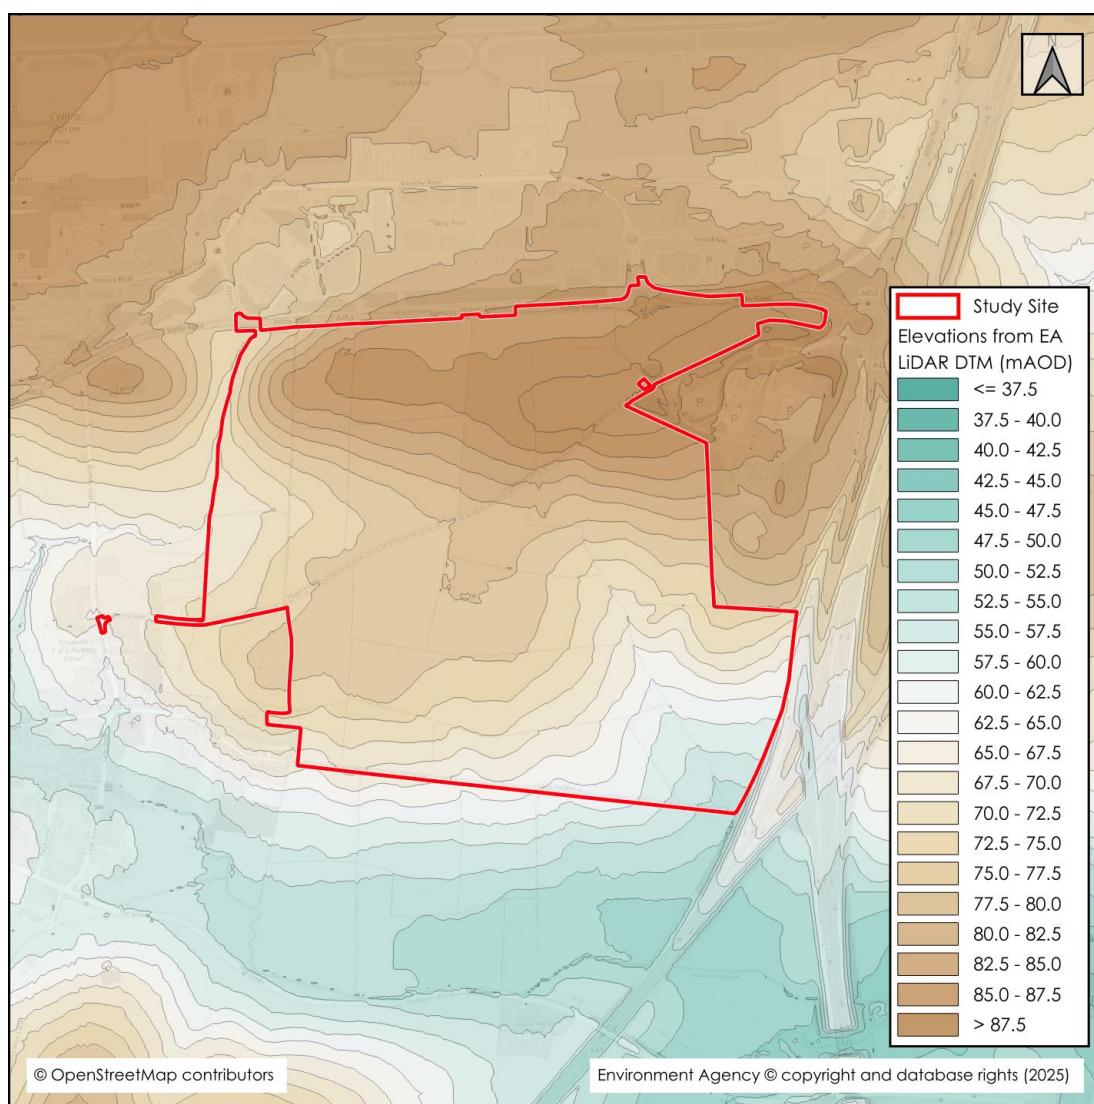 N
Central
Apron
East Apron
Study Site
Elevations from EA
LiDAR DTM (mAOD)
<= 37.5
37.5 - 40.0
40.0 - 42.5
42.5 - 45.0
45.0 - 47.5
47.5 - 50.0
50.0 - 52.5
52.5 - 55.0
55.0 - 57.5
57.5 - 60.0
60.0 - 62.5
62.5 - 65.0
65.0 - 67.5
67.5 - 70.0
70.0 - 72.5
72.5 - 75.0
75.0 - 77.5
77.5 - 80.0
80.0 - 82.5
82.5 - 85.0
85.0 - 87.5
> 87.5
A453
P
P
P
© OpenStreetMap contributors
Environment Agency © copyright and database rights (2025)